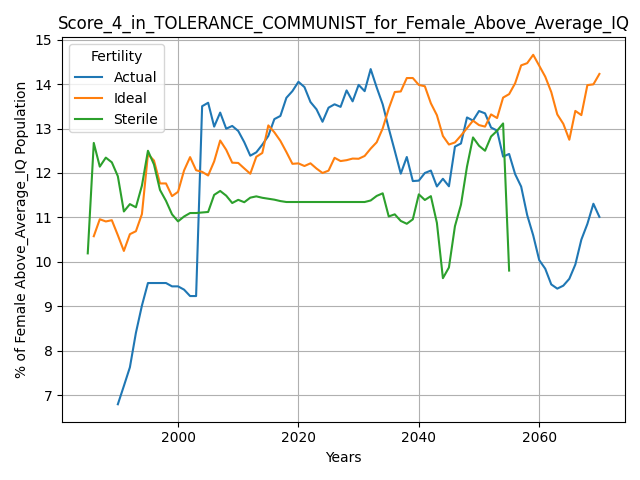 Score_4_in_TOLERANCE_COMMUNIST_for_Female_Above_Average_IQ
Fertility
Actual
Ideal
Sterile
% of Female Above_Average_IQ Population
15
14
13
12
11
10
9
8
7
2000
2020
2040
2060
Years